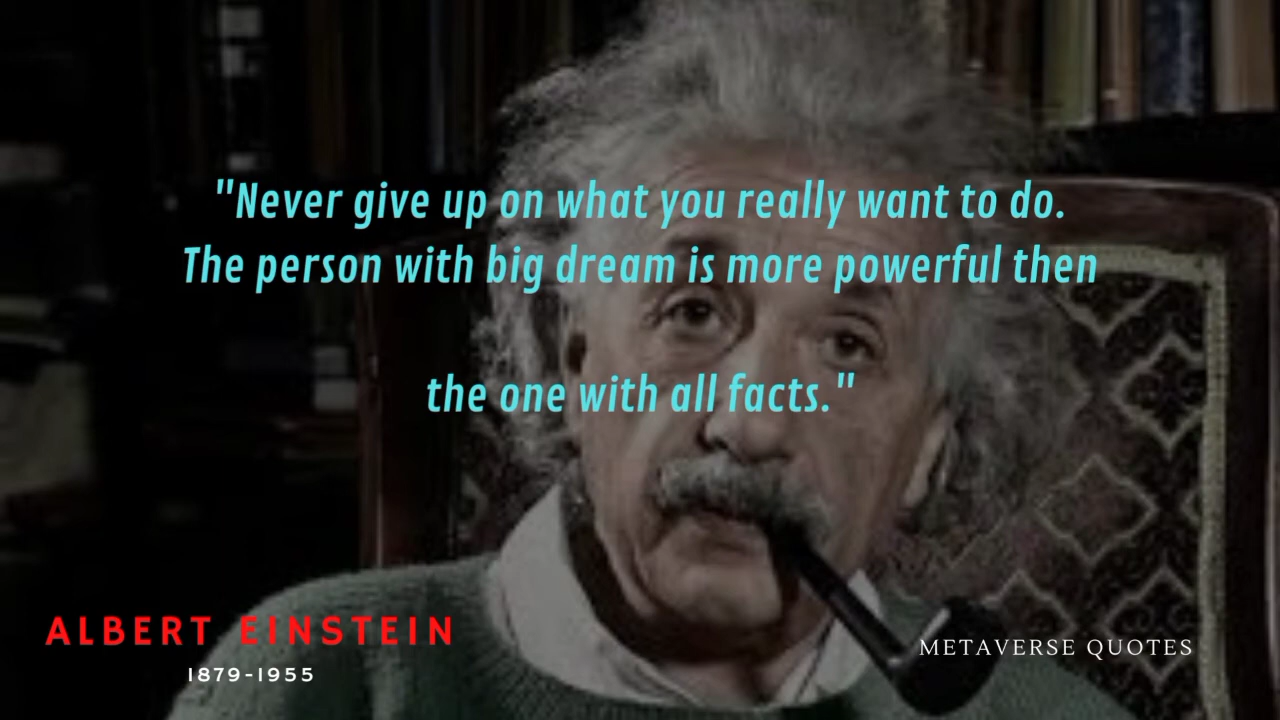 "Never give up on what you really want to do.
The person with big dream is more powerful then
the one with all facts."
ALBERT EINSTEIN
1879-1955
METAVERSE QUOTES